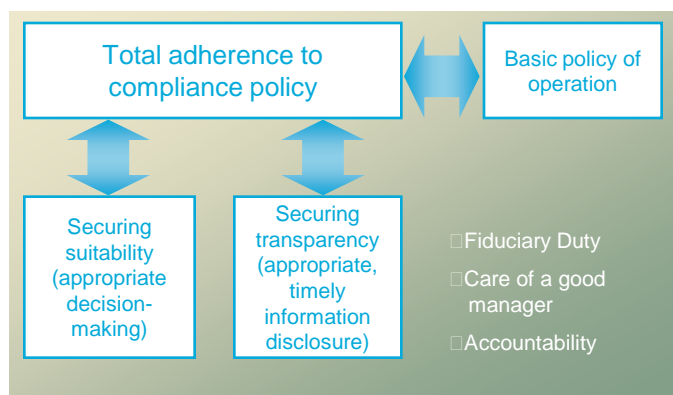 Total adherence to
compliance policy
Basic policy of
operation
Securing
suitability
(appropriate
decision-
making)
Securing
transparency
(appropriate,
timely
information
disclosure)
□Fiduciary Duty
□Care of a good
manager
□Accountability